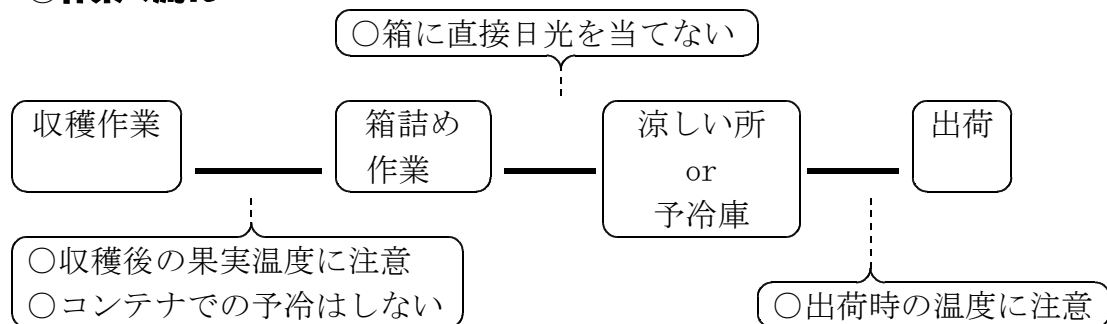 ○箱に直接日光を当てない
収穫作業
箱詰め
作業
涼しい所
or
予冷庫
出荷
○収穫後の果実温度に注意
○コンテナでの予冷はしない
○出荷時の温度に注意